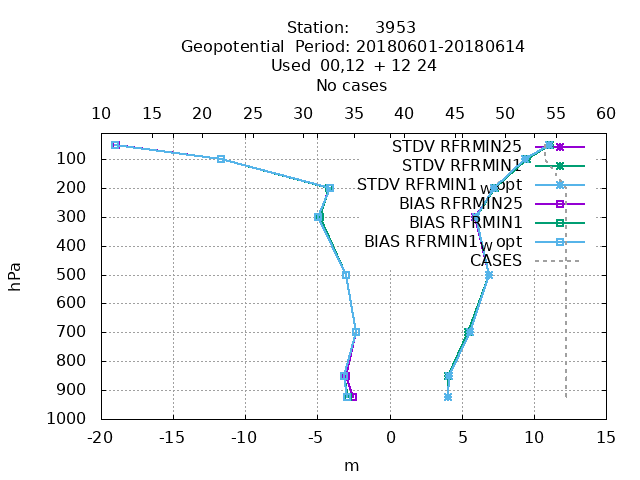 Station: 3953
Geopotential Period: 20180601-20180614
Used 00,12 + 12 24
No cases
10 15 20 25 30 35 40 45 50 55 60
STDV RFRMIN25
STDV RFRMIN1
STDV RFRMIN1wopt
BIAS RFRMIN25
BIAS RFRMIN1
BIAS RFRMIN1wopt
CASES
100
200
300
400
500
600
700
800
900
1000
hPa
-20 -15 -10 -5 0 5 10 15
m